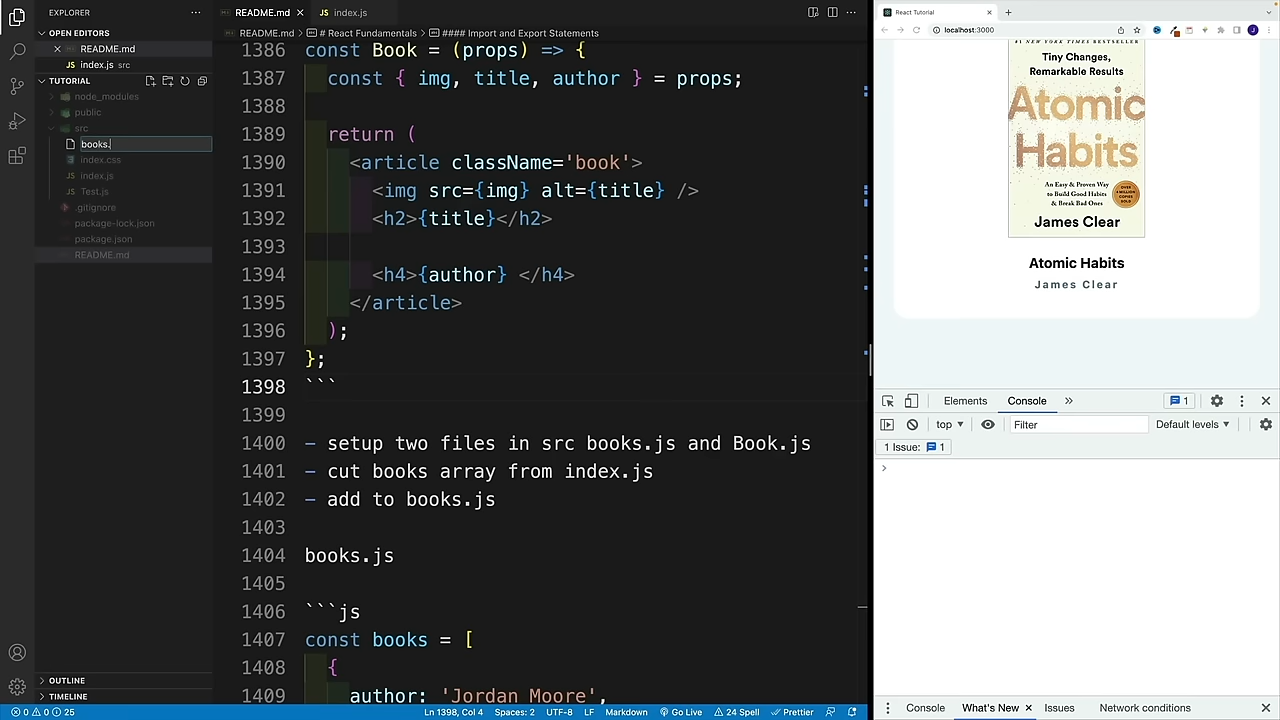 EXPLORER
OPEN EDITORS
README.md
index.js src
TUTORIAL
node_modules
public
src
books.
index.css
index.js
Test.js
.gitignore
package-lock.json
package.json
README.md
OUTLINE
TIMELINE
README.md
index.js
# React Fundamentals > #### Import and Export Statements
1386 const Book = (props) => {
1387 const { img, title, author } = props;
1388
1389 return (
1390 <article className='book'>
1391 <img src={img} alt={title} />
1392 <h2>{title}</h2>
1393
1394 <h4>{author} </h4>
1395 </article>
1396 );
1397 };
1398 ```
1399
1400 - setup two files in src books.js and Book.js
1401 - cut books array from index.js
1402 - add to books.js
1403
1404 books.js
1405
1406 ```js
1407 const books = [
1408 {
1409 author: 'Jordan Moore',
0 0 25
Ln 1398, Col 4 Spaces: 2 UTF-8 LF Markdown Go Live 24 Spell Prettier
React Tutorial
localhost:3000
J
#1 NEW YORK TIMES BESTSELLER
Tiny Changes,
Remarkable Results
Atomic
Habits
An Easy & Proven Way
to Build Good Habits
& Break Bad Ones
James Clear
Atomic Habits
James Clear
Elements Console 1
top Filter Default levels
1 Issue: 1
Console What's New Issues Network conditions